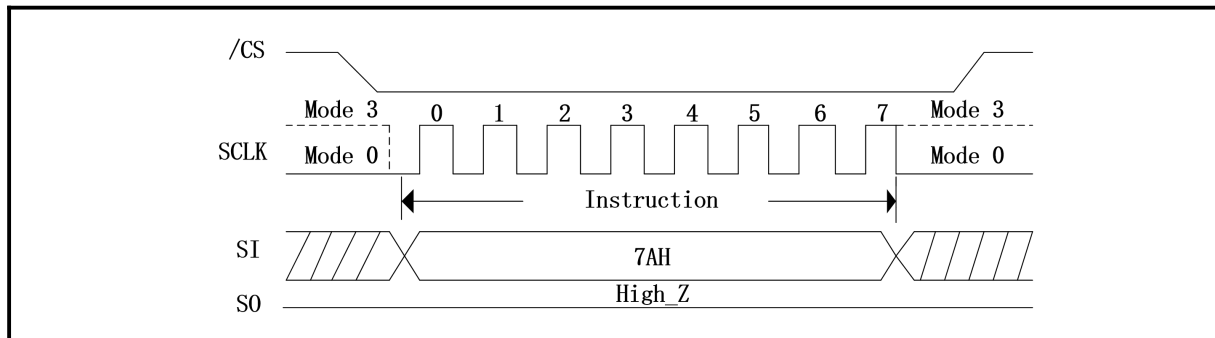 /CS
Mode 3 0 1 2 3 4 5 6 7 Mode 3
SCLK Mode 0 Mode 0
Instruction
SI 7AH
SO High_Z